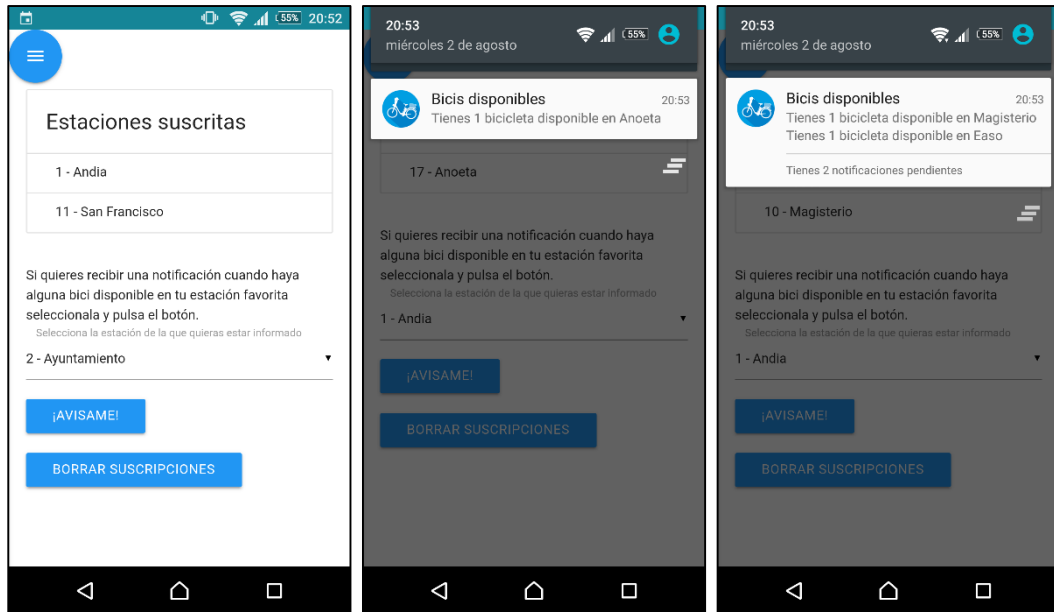 55% 20:52
Estaciones suscritas
1 - Andia
11 - San Francisco
Si quieres recibir una notificación cuando haya
alguna bici disponible en tu estación favorita
seleccionala y pulsa el botón.
Selecciona la estación de la que quieras estar informado
2 - Ayuntamiento
¡AVISAME!
BORRAR SUSCRIPCIONES
20:53
miércoles 2 de agosto
55%
Bicis disponibles 20:53
Tienes 1 bicicleta disponible en Anoeta
17 - Anoeta
Si quieres recibir una notificación cuando haya
alguna bici disponible en tu estación favorita
seleccionala y pulsa el botón.
Selecciona la estación de la que quieras estar informado
1 - Andia
¡AVISAME!
BORRAR SUSCRIPCIONES
20:53
miércoles 2 de agosto
55%
Bicis disponibles 20:53
Tienes 1 bicicleta disponible en Magisterio
Tienes 1 bicicleta disponible en Easo
Tienes 2 notificaciones pendientes
10 - Magisterio
Si quieres recibir una notificación cuando haya
alguna bici disponible en tu estación favorita
seleccionala y pulsa el botón.
Selecciona la estación de la que quieras estar informado
1 - Andia
¡AVISAME!
BORRAR SUSCRIPCIONES